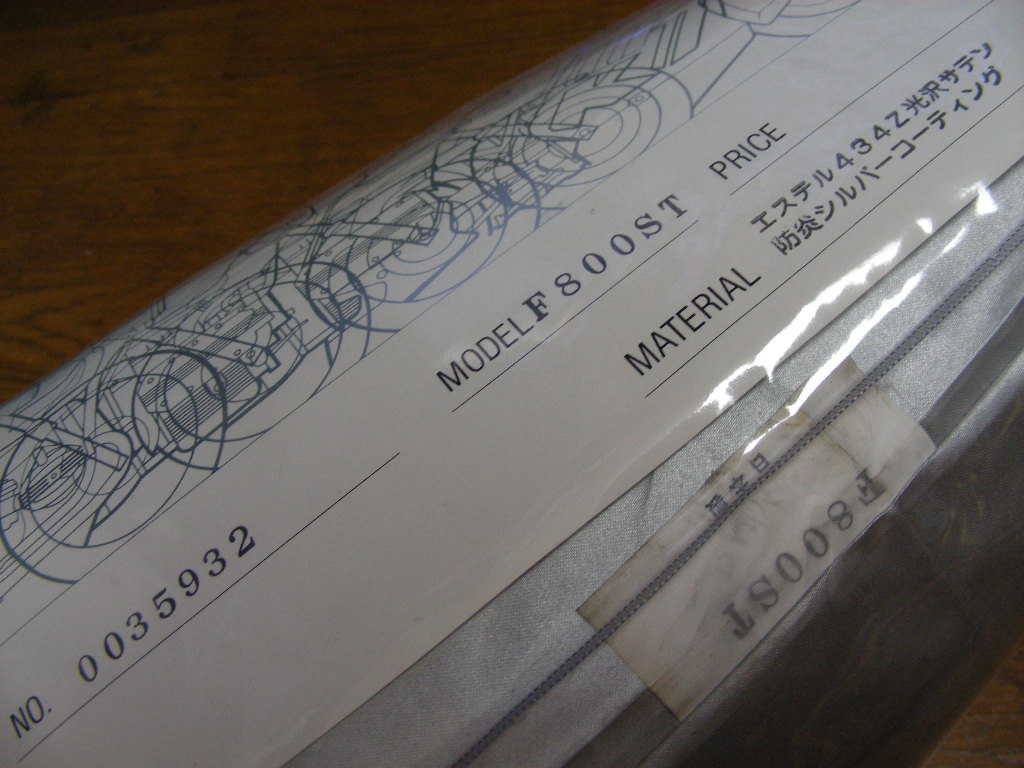 NO. 0035932
MODEL F800ST
PRICE
MATERIAL エステル434Z光沢サテン
防炎シルバーコーティング
F800ST